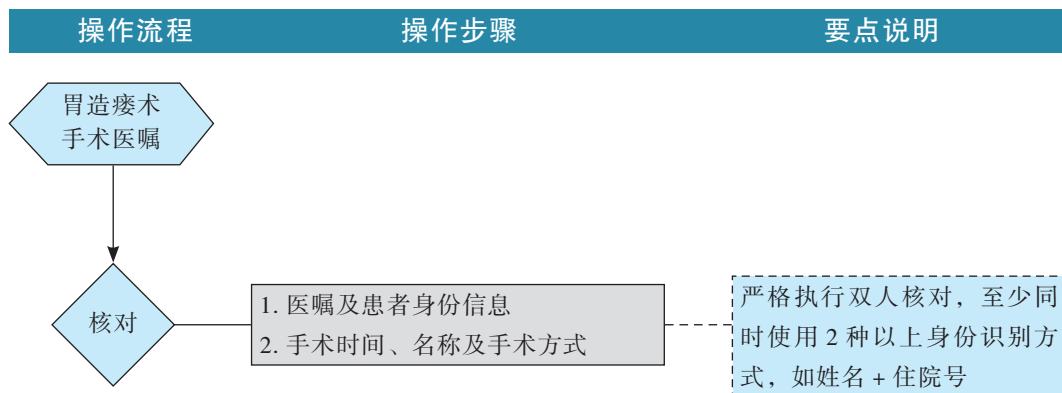 操作流程 操作步骤 要点说明
胃造瘘术
手术医嘱
核对
1. 医嘱及患者身份信息
2. 手术时间、名称及手术方式
严格执行双人核对，至少同
时使用 2 种以上身份识别方
式，如姓名 + 住院号